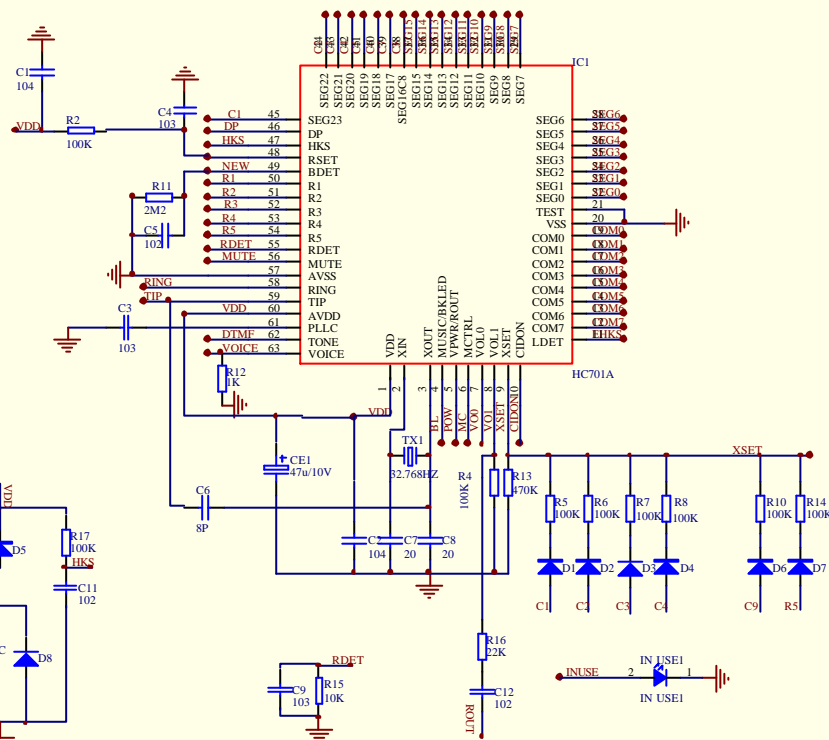 IC1
HC701A
SEG22
SEG21
SEG20
SEG19
SEG18
SEG17
SEG16C8
SEG15
SEG14
SEG13
SEG12
SEG11
SEG10
SEG9
SEG8
SEG7
C1 45 SEG23
DP 46 DP
HKS 47 HKS
48 RSET
NEW 49 BDET
R1 50 R1
R2 51 R2
R3 52 R3
R4 53 R4
R5 54 R5
RDET 55 RDET
MUTE 56 MUTE
57 AVSS
RING 58 RING
TIP 59 TIP
VDD 60 AVDD
61 PLLC
DTMF 62 TONE
VOICE 63 VOICE
SEG6
SEG5
SEG4
SEG3
SEG2
SEG1
SEG0
TEST 21
VSS 20
COM0
COM1
COM2
COM3
COM4
COM5
COM6
COM7
LDET
VDD
XIN
XOUT
MUSIC/BKLED
VPWR/ROUT
MCTRL
VOL0
VOL1
XSET
CIDON
1
2
3
4
5
6
7
8
9
10
BL
POW
MC
VO0
VO1
XSET
CIDON
C1
104
VDD
R2
100K
C4
103
R11
2M2
C5
102
C3
103
R12
1K
VDD
CE1
47u/10V
TX1
32.768HZ
C6
8P
104
C7
20
C8
20
R4
100K
R13
470K
XSET
R5
100K
R6
100K
R7
100K
R8
100K
R10
100K
R14
100K
D1
D2
D3
D4
D6
D7
C1
C2
C3
C4
C9
R5
VDD
D5
R17
100K
HKS
C11
102
D8
RDET
C9
103
R15
10K
R16
22K
C12
102
ROUT
INUSE
2
IN USE1
1
IN USE1